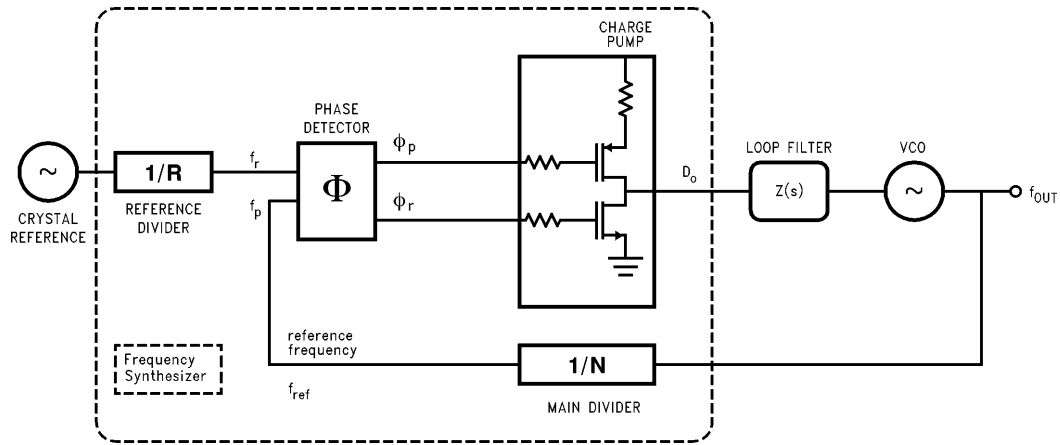 CHARGE
PUMP
PHASE
DETECTOR
ϕp
LOOP FILTER
VCO
fr
Do
~
1/R
Φ
Z(s)
~
fOUT
CRYSTAL
REFERENCE
REFERENCE
DIVIDER
fp
ϕr
reference
frequency
Frequency
Synthesizer
1/N
fref
MAIN DIVIDER